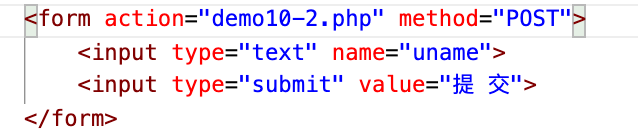 <form action="demo10-2.php" method="POST">
    <input type="text" name="uname">
    <input type="submit" value="提 交">
</form>